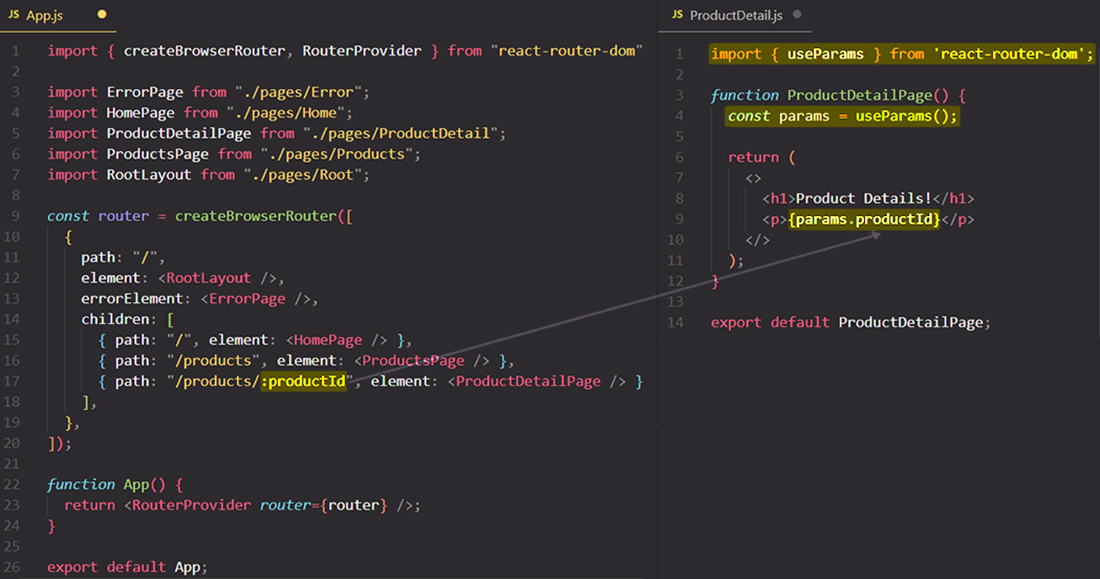 JS App.js
1 import { createBrowserRouter, RouterProvider } from "react-router-dom"
2
3 import ErrorPage from "./pages/Error";
4 import HomePage from "./pages/Home";
5 import ProductDetailPage from "./pages/ProductDetail";
6 import ProductsPage from "./pages/Products";
7 import RootLayout from "./pages/Root";
8
9 const router = createBrowserRouter([
10 {
11 path: "/",
12 element: <RootLayout />,
13 errorElement: <ErrorPage />,
14 children: [
15 { path: "/", element: <HomePage /> },
16 { path: "/products", element: <ProductsPage /> },
17 { path: "/products/:productId", element: <ProductDetailPage /> }
18 ],
19 },
20 ]);
21
22 function App() {
23 return <RouterProvider router={router} />;
24 }
25
26 export default App;
JS ProductDetail.js
1 import { useParams } from 'react-router-dom';
2
3 function ProductDetailPage() {
4 const params = useParams();
5
6 return (
7 <>
8 <h1>Product Details!</h1>
9 <p>{params.productId}</p>
10 </>
11 );
12 }
13
14 export default ProductDetailPage;